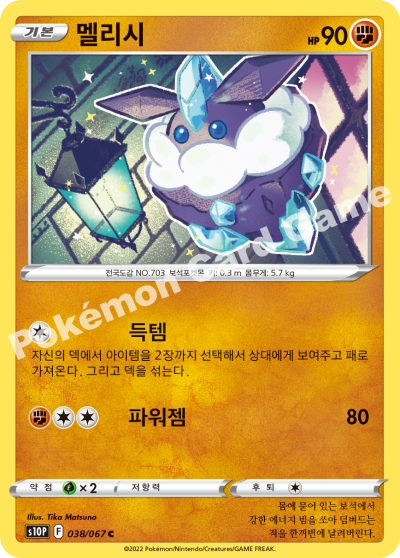 기본 멜리시 HP 90
전국도감 NO.703 보석포켓몬 키: 0.3 m 몸무게: 5.7 kg
Pokémon Card Game
득템
자신의 덱에서 아이템을 2장까지 선택해서 상대에게 보여주고 패로
가져온다. 그리고 덱을 섞는다.
파워젬 80
약점 ×2 저항력 후퇴
Illus. Tika Matsuno
s10P F 038/067 C
몸에 묻어 있는 보석에서
강한 에너지 빔을 쏘아 덤벼드는
적을 한꺼번에 날려버린다.
©2022 Pokémon/Nintendo/Creatures/GAME FREAK.